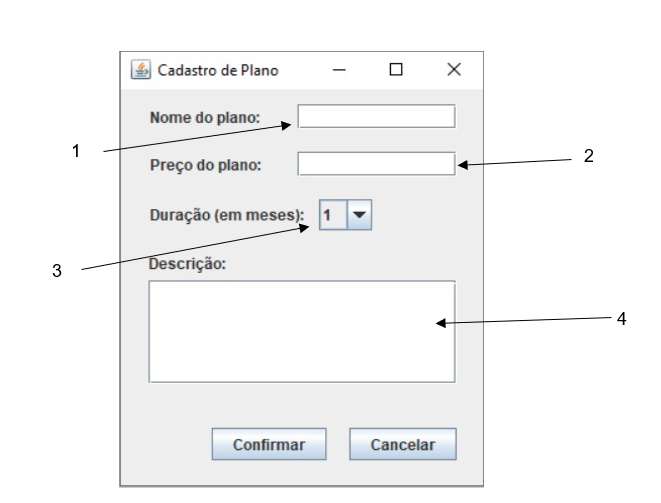 Cadastro de Plano
Nome do plano:
1
2
Preço do plano:
Duração (em meses): 1
3
Descrição:
4
Confirmar Cancelar